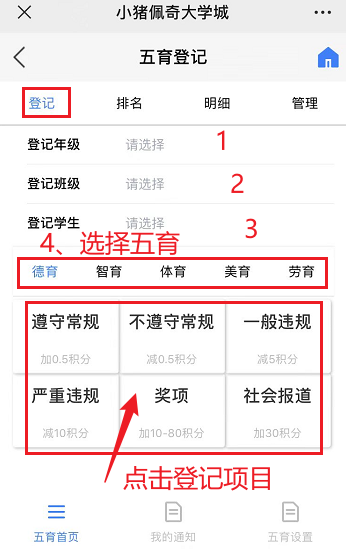 小猪佩奇大学城
五育登记
登记 排名 明细 管理
登记年级 请选择 1
登记班级 请选择 2
登记学生 请选择 3
4、选择五育
德育 智育 体育 美育 劳育
遵守常规 不遵守常规 一般违规
加0.5积分 减0.5积分 减5积分
严重违规 奖项 社会报道
减10积分 加10-80积分 加30积分
点击登记项目
五育首页 我的通知 五育设置